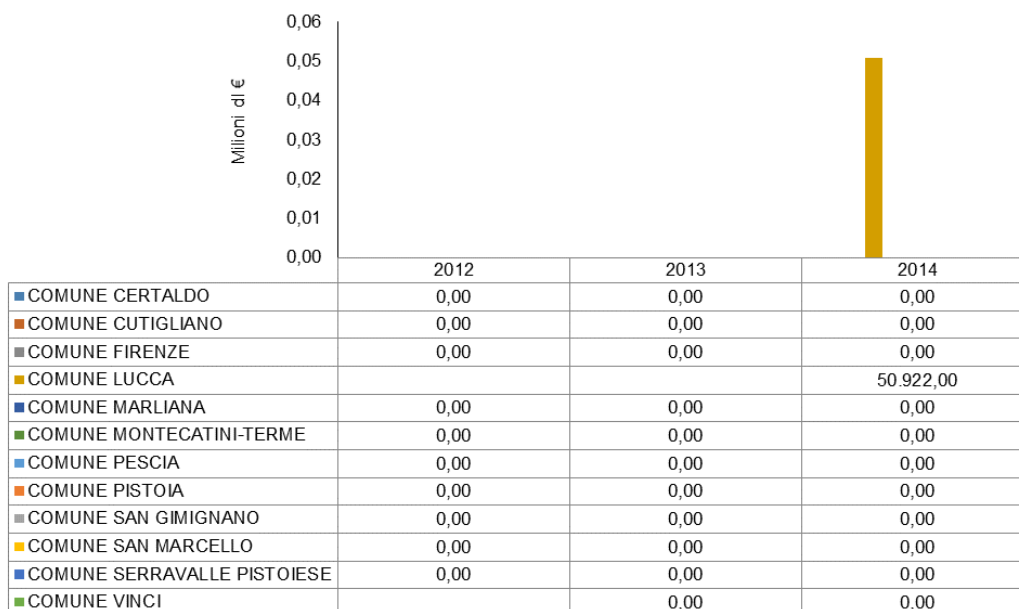 0,06
0,05
0,04
0,03
0,02
0,01
0,00
Milioni di €
2012 2013 2014
COMUNE CERTALDO 0,00 0,00 0,00
COMUNE CUTIGLIANO 0,00 0,00 0,00
COMUNE FIRENZE 0,00 0,00 0,00
COMUNE LUCCA 50.922,00
COMUNE MARLIANA 0,00 0,00 0,00
COMUNE MONTECATINI-TERME 0,00 0,00 0,00
COMUNE PESCIA 0,00 0,00 0,00
COMUNE PISTOIA 0,00 0,00 0,00
COMUNE SAN GIMIGNANO 0,00 0,00 0,00
COMUNE SAN MARCELLO 0,00 0,00 0,00
COMUNE SERRAVALLE PISTOIESE 0,00 0,00 0,00
COMUNE VINCI 0,00 0,00